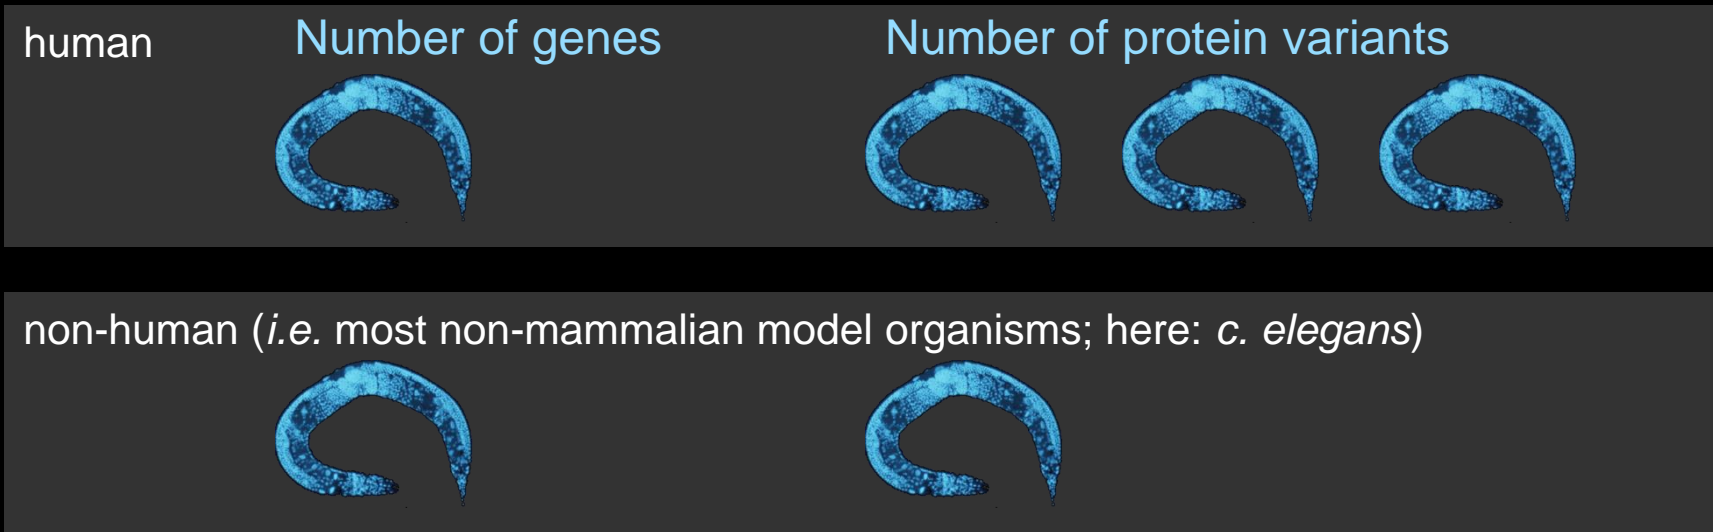 human Number of genes Number of protein variants
non-human (i.e. most non-mammalian model organisms; here: c. elegans)